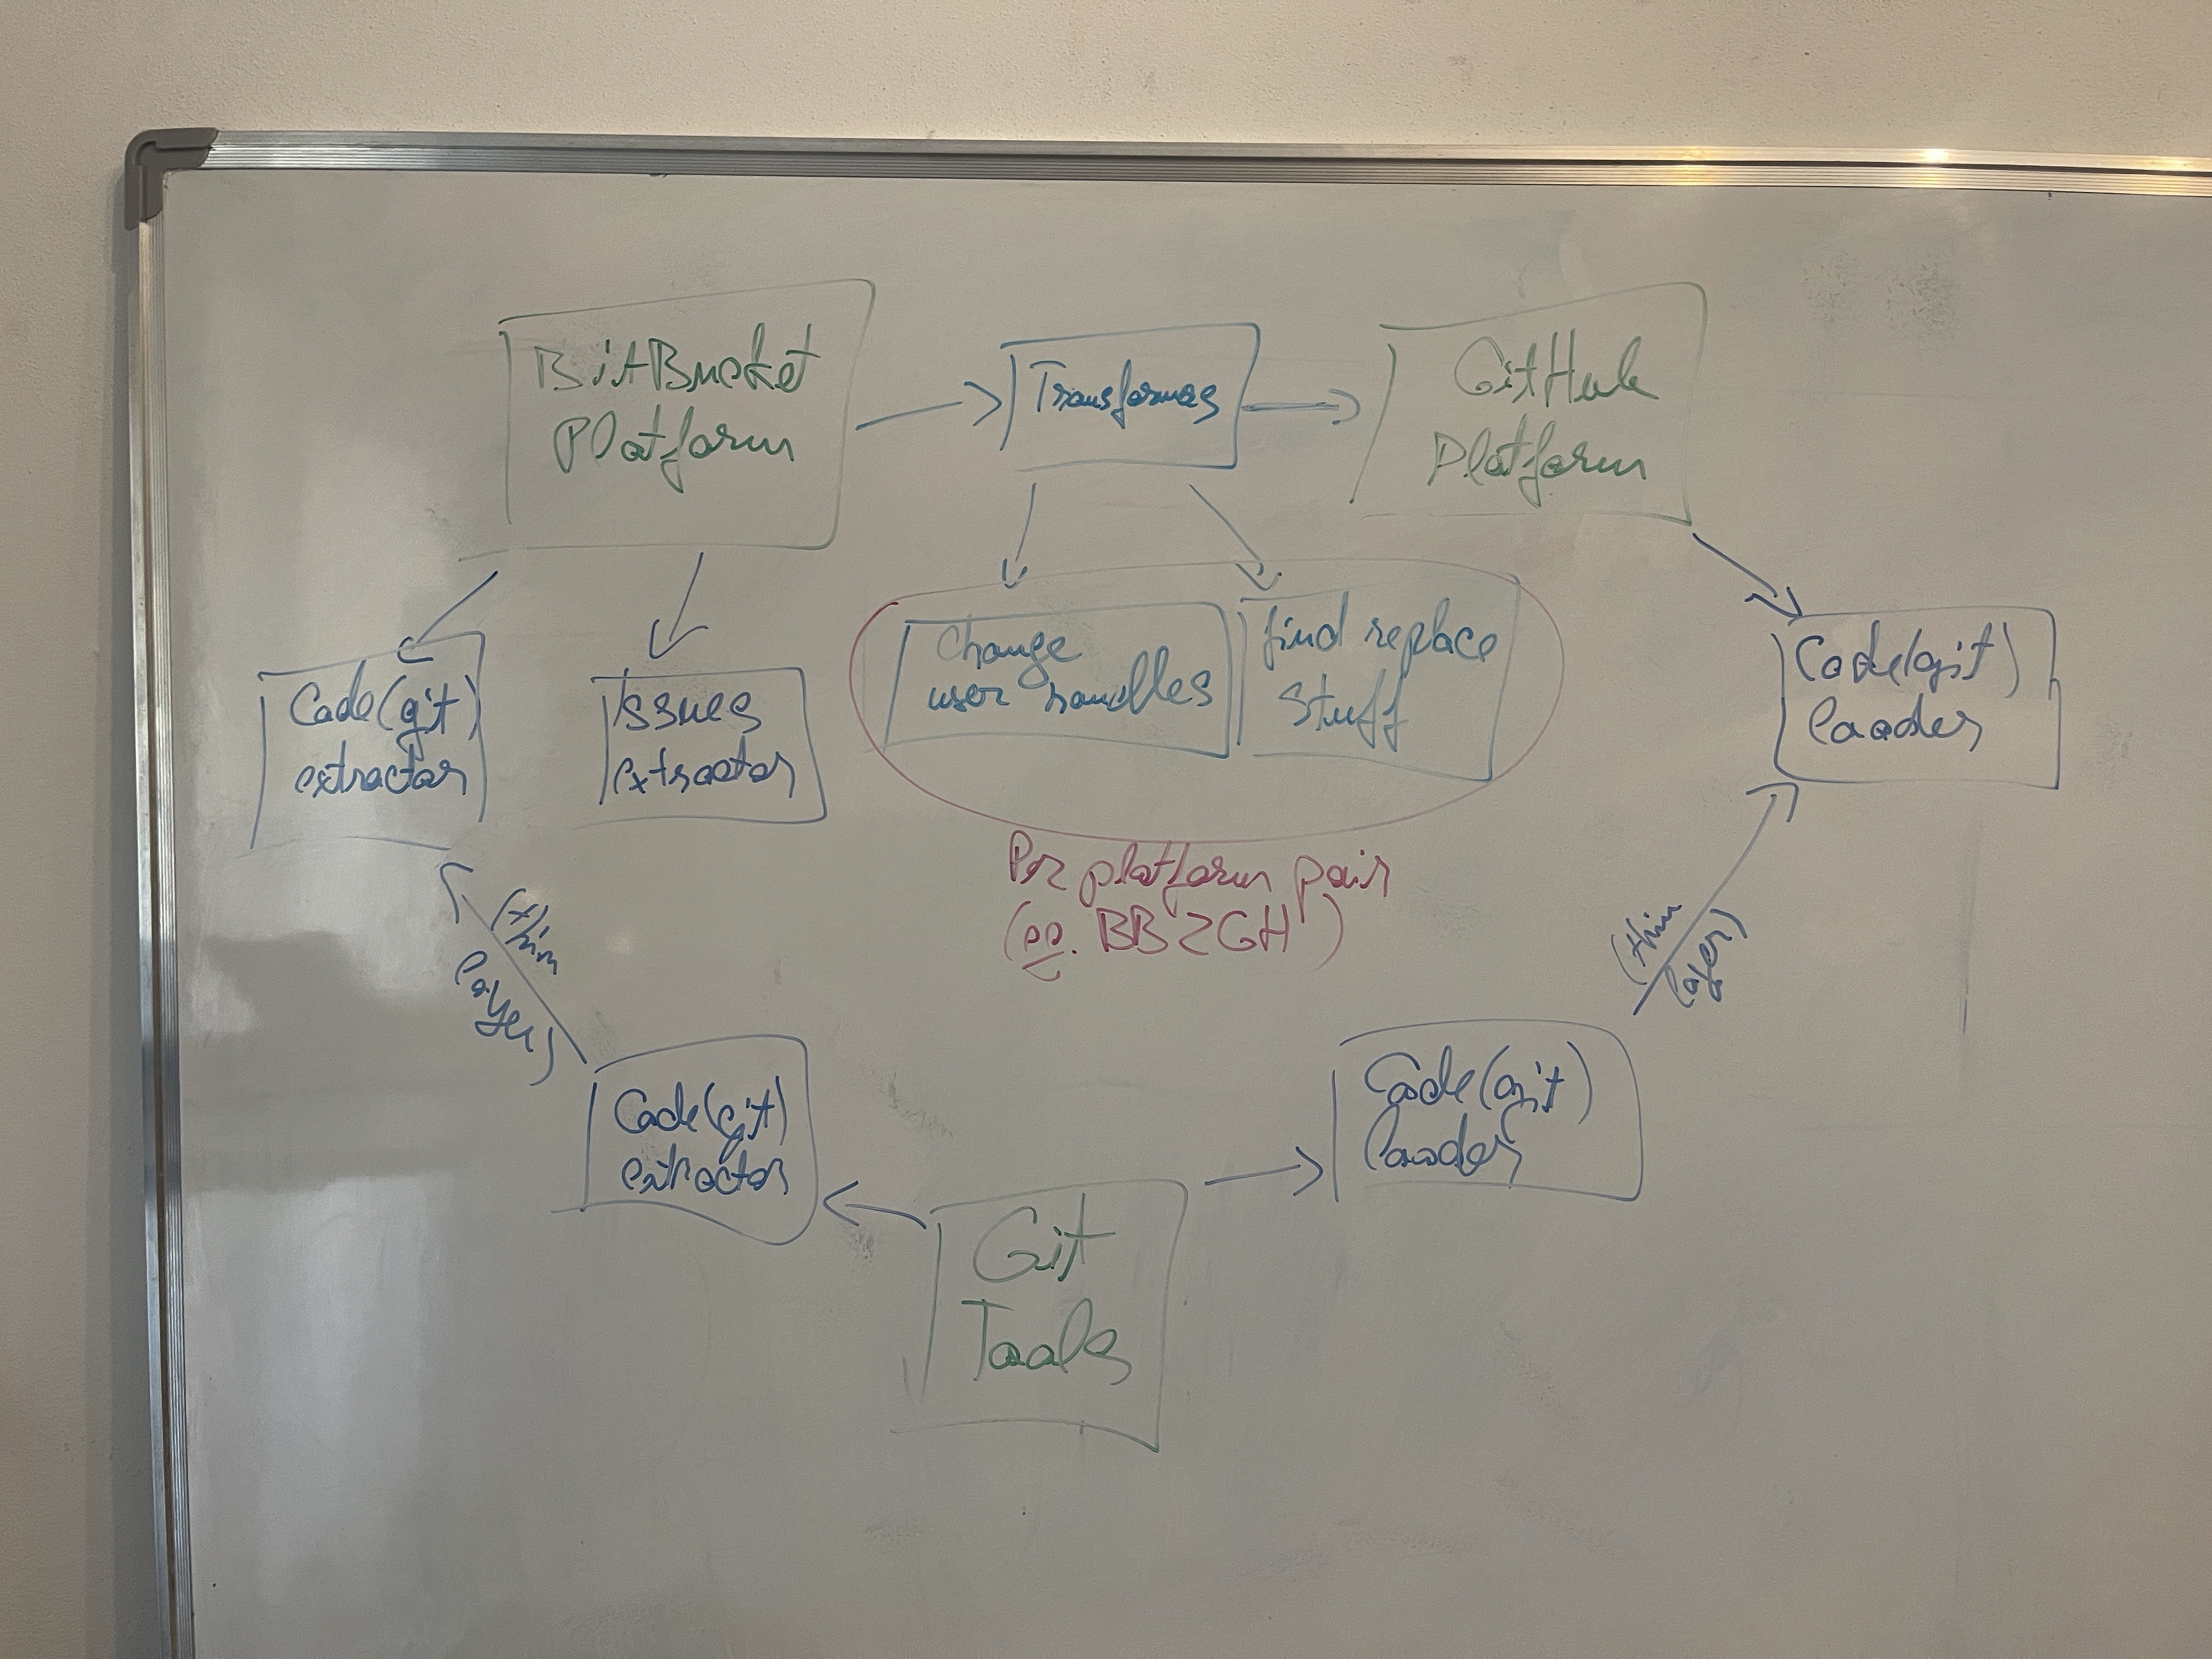 BitBucket
Platform
Transforms
GitHub
Platform
Code(git)
extractor
Issues
extractor
Change
user handles
find replace
stuff
Code(git)
loader
Per platform pair
(eg. BB2GH)
(thin
layer)
(thin
layer)
Code(git)
extractor
Code(git)
loader
Git
Tools